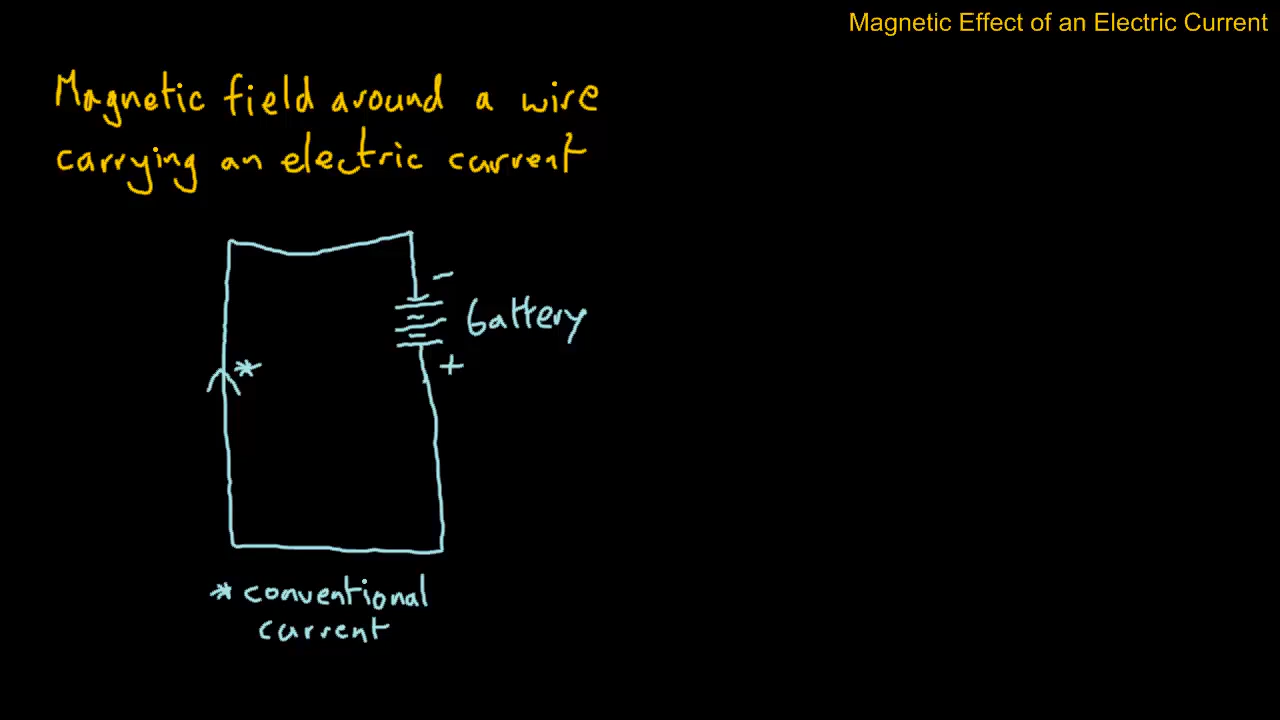 Magnetic Effect of an Electric Current
Magnetic field around a wire
carrying an electric current
-
battery
+
*
* conventional
current